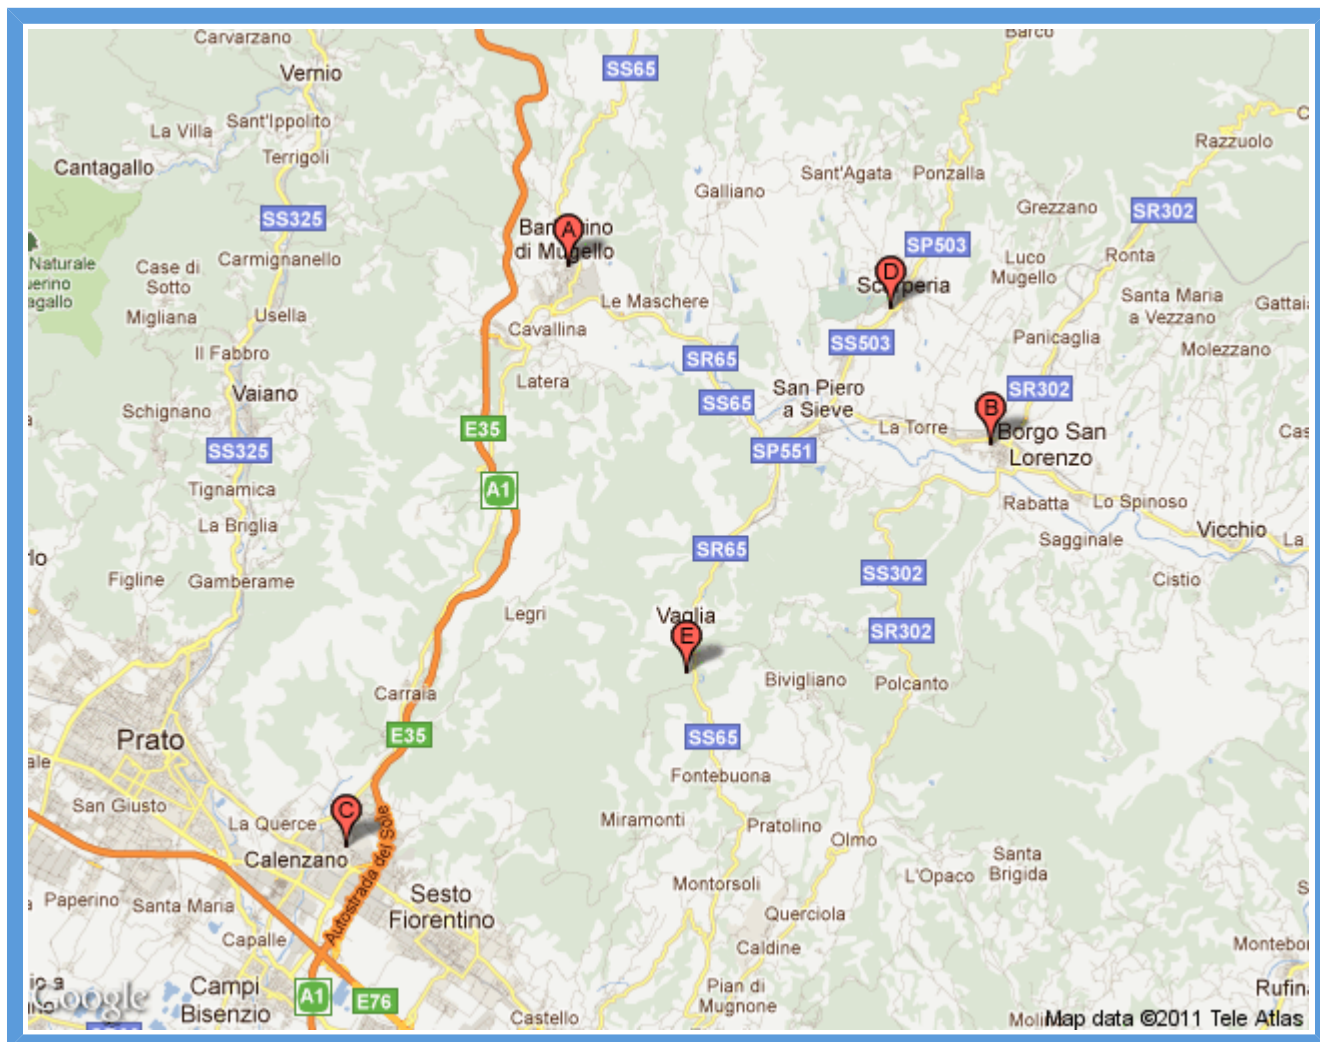 Carvarzano
Barco
Vernio
SS65
La Villa
Sant'Ippolito
Razzuolo
Terrigoli
Cantagallo
Sant'Agata
Ponzalla
Galliano
Grezzano
SS325
SR302
A
di Mugello
SP503
Naturale
Case di
Sotto
Carmignanello
D
Luco
Mugello
Ronta
Le Maschere
Santa Maria
a Vezzano
Migliana
Usella
Cavallina
SS503
Panicaglia
Molezzano
Il Fabbro
SR65
Latera
San Piero
a Sieve
SR302
Vaiano
SS65
B
Schignano
E35
La Torre
Borgo San
Lorenzo
SS325
SP551
A1
Tignamica
Rabatta
Lo Spinoso
La Briglia
Vicchio
La
SR65
Sagginale
Figline
Gamberame
SS302
Cistio
Legri
Vaglia
E
SR302
Carraia
Bivigliano
Polcanto
Prato
E35
SS65
Fontebuona
San Giusto
C
La Querce
Autostrada del Sole
Miramonti
Pratolino
Olmo
Calenzano
Santa
Brigida
L'Opaco
Paperino
Santa Maria
Sesto
Fiorentino
Montorsoli
Querciola
Capalle
Caldine
Campi
Bisenzio
A1
E76
Pian di
Mugnone
Castello
Google
Map data ©2011 Tele Atlas